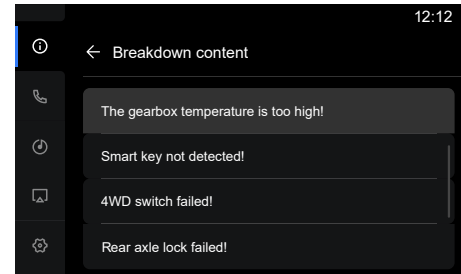 12:12
Breakdown content
The gearbox temperature is too high!
Smart key not detected!
4WD switch failed!
Rear axle lock failed!